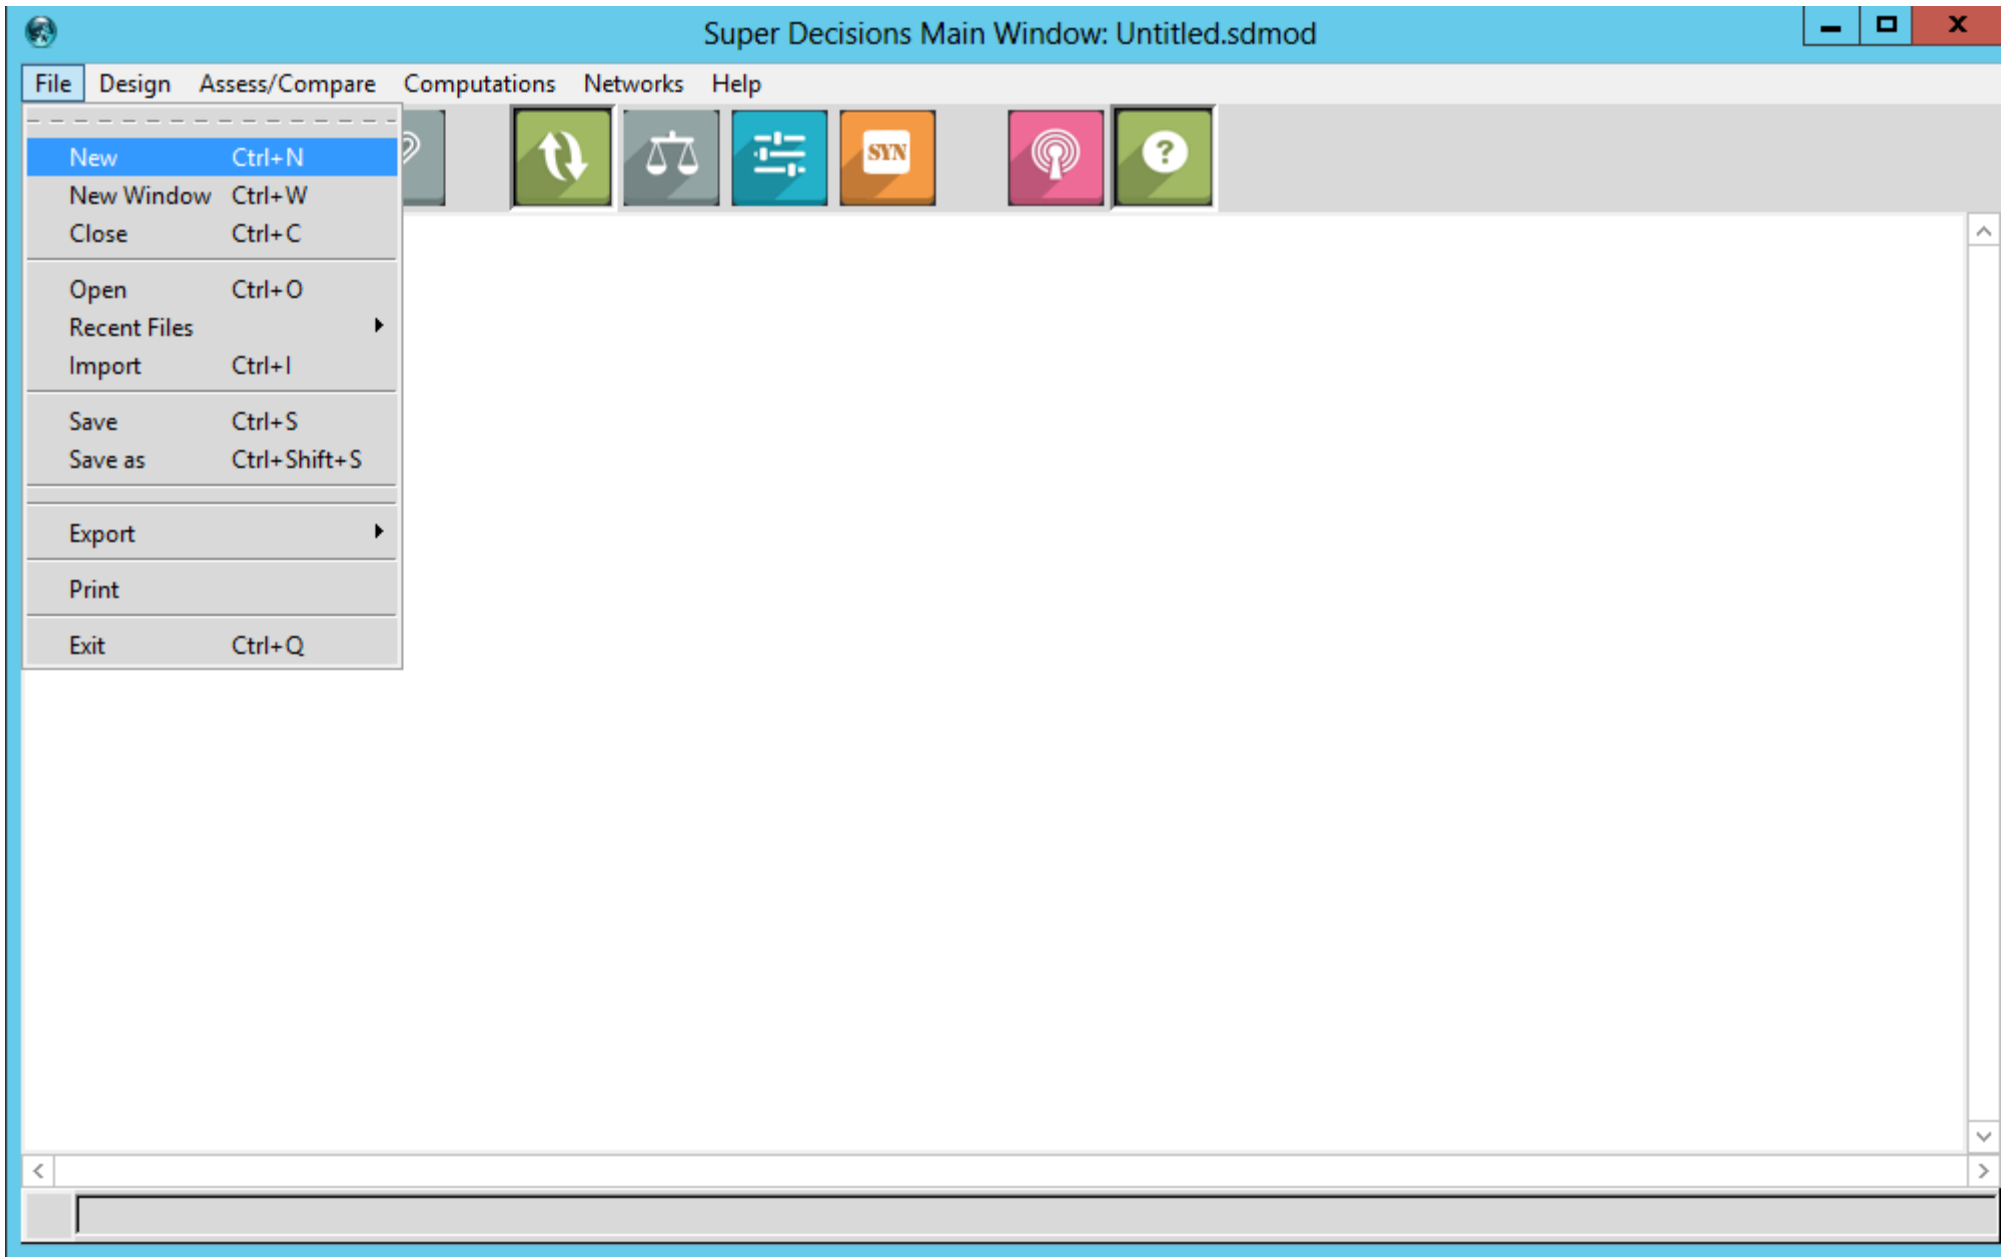 Super Decisions Main Window: Untitled.sdmod
File Design Assess/Compare Computations Networks Help
New Ctrl+N
New Window Ctrl+W
Close Ctrl+C
Open Ctrl+O
Recent Files
Import Ctrl+I
Save Ctrl+S
Save as Ctrl+Shift+S
Export
Print
Exit Ctrl+Q
SYN
?